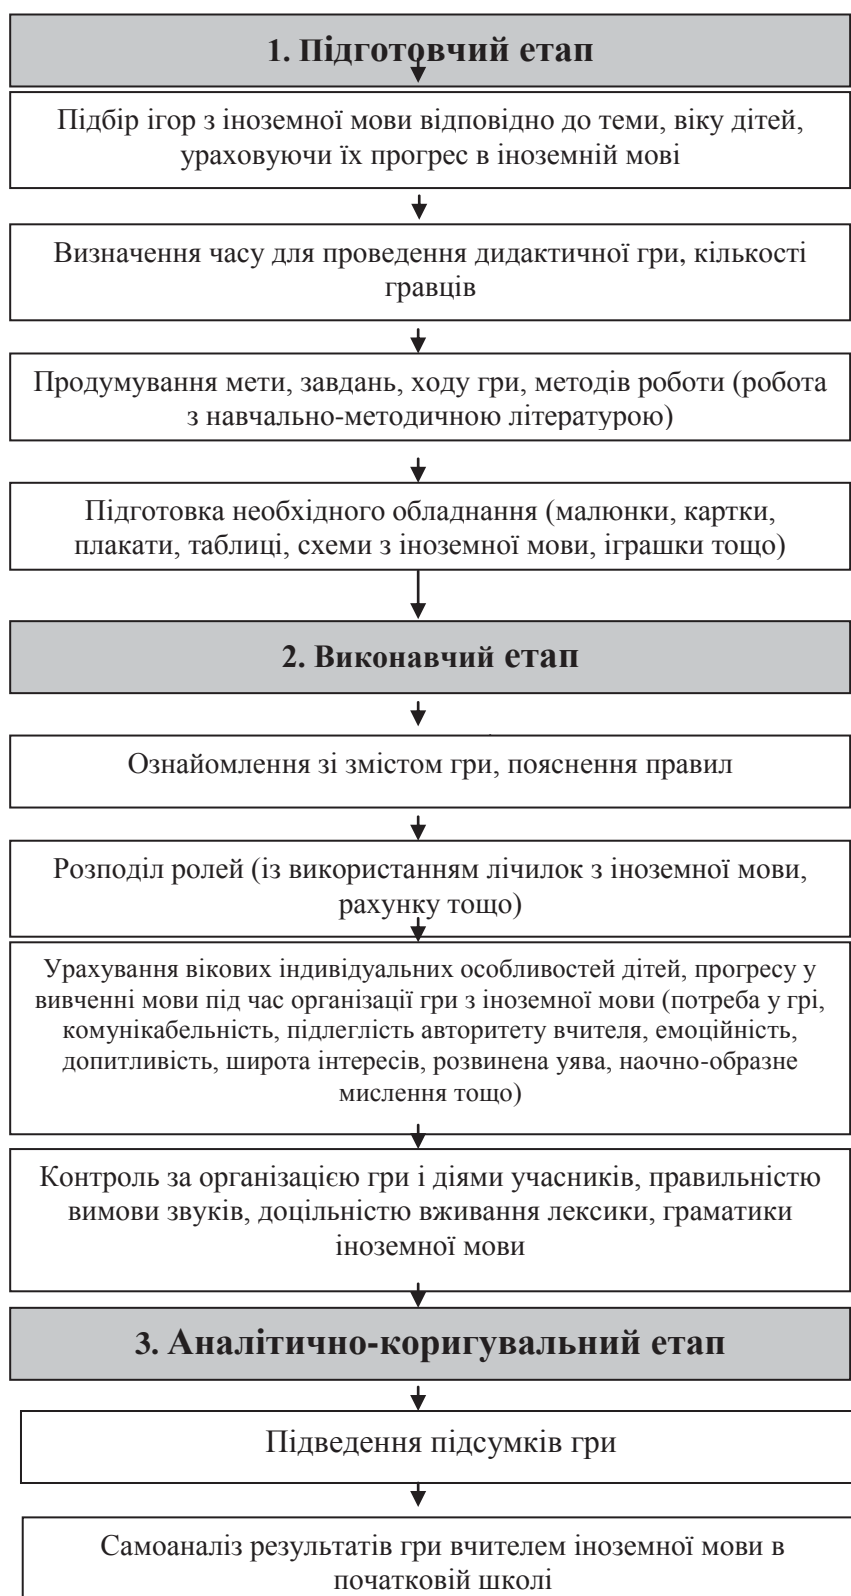 1. Підготовчий етап
Підбір ігор з іноземної мови відповідно до теми, віку дітей,
ураховуючи їх прогрес в іноземній мові
Визначення часу для проведення дидактичної гри, кількості
гравців
Продумування мети, завдань, ходу гри, методів роботи (робота
з навчально-методичною літературою)
Підготовка необхідного обладнання (малюнки, картки,
плакати, таблиці, схеми з іноземної мови, іграшки тощо)
2. Виконавчий етап
Ознайомлення зі змістом гри, пояснення правил
Розподіл ролей (із використанням лічилок з іноземної мови,
рахунку тощо)
Урахування вікових індивідуальних особливостей дітей, прогресу у
вивченні мови під час організації гри з іноземної мови (потреба у грі,
комунікабельність, підлеглість авторитету вчителя, емоційність,
допитливість, широта інтересів, розвинена уява, наочно-образне
мислення тощо)
Контроль за організацією гри і діями учасників, правильністю
вимови звуків, доцільністю вживання лексики, граматики
іноземної мови
3. Аналітично-коригувальний етап
Підведення підсумків гри
Самоаналіз результатів гри вчителем іноземної мови в
початковій школі